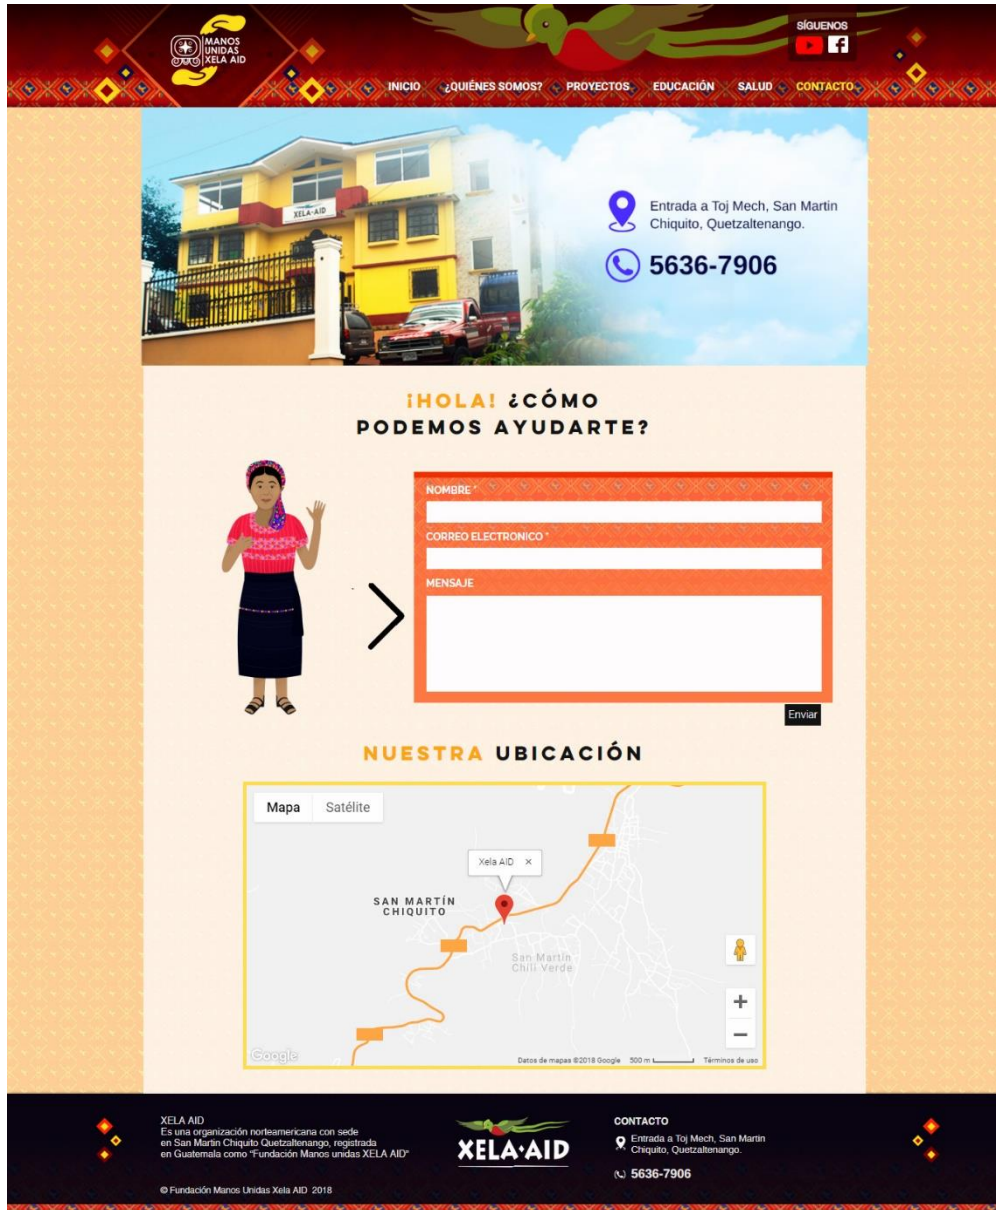 MANOS
UNIDAS
XELA AID
SÍGUENOS
INICIO ¿QUIÉNES SOMOS? PROYECTOS EDUCACIÓN SALUD CONTACTO
XELA·AID
Entrada a Toj Mech, San Martin
Chiquito, Quetzaltenango.
5636-7906
¡HOLA! ¿CÓMO
PODEMOS AYUDARTE?
NOMBRE *
CORREO ELECTRONICO *
MENSAJE
Enviar
NUESTRA UBICACIÓN
Mapa Satélite
Xela AID ×
SAN MARTÍN
CHIQUITO
San Martín
Chili Verde
Google
Datos de mapas ©2018 Google 500 m Términos de uso
XELA AID
Es una organización norteamericana con sede
en San Martin Chiquito Quetzaltenango, registrada
en Guatemala como "Fundación Manos unidas XELA AID"
© Fundación Manos Unidas Xela AID 2018
XELA·AID
CONTACTO
Entrada a Toj Mech, San Martin
Chiquito, Quetzaltenango.
5636-7906